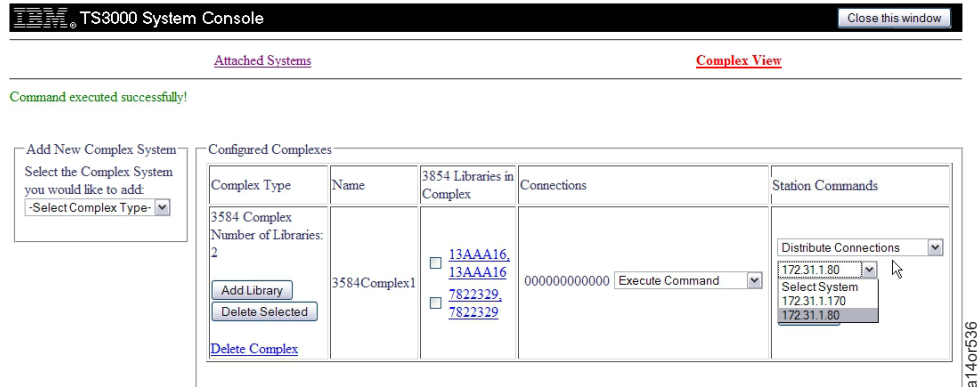 IBM® TS3000 System Console
Close this window
Attached Systems
Complex View
Command executed successfully!
Add New Complex System
Select the Complex System
you would like to add:
-Select Complex Type-
Configured Complexes
Complex Type
Name
3854 Libraries in
Complex
Connections
Station Commands
3584 Complex
Number of Libraries:
2
Add Library
Delete Selected
Delete Complex
3584Complex1
13AAA16,
13AAA16
7822329,
7822329
000000000000
Execute Command
Distribute Connections
172.31.1.80
Select System
172.31.1.170
172.31.1.80
a14or536